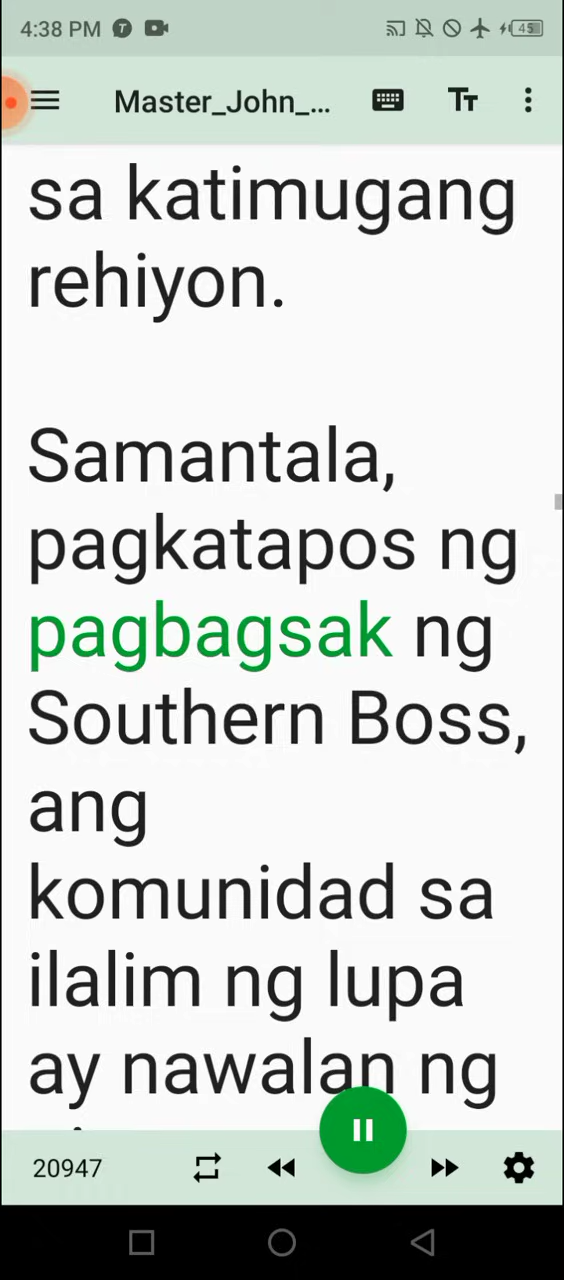 4:38 PM
45
Master_John_...
sa katimugang
rehiyon.
Samantala,
pagkatapos ng
pagbagsak ng
Southern Boss,
ang
komunidad sa
ilalim ng lupa
ay nawalan ng
20947